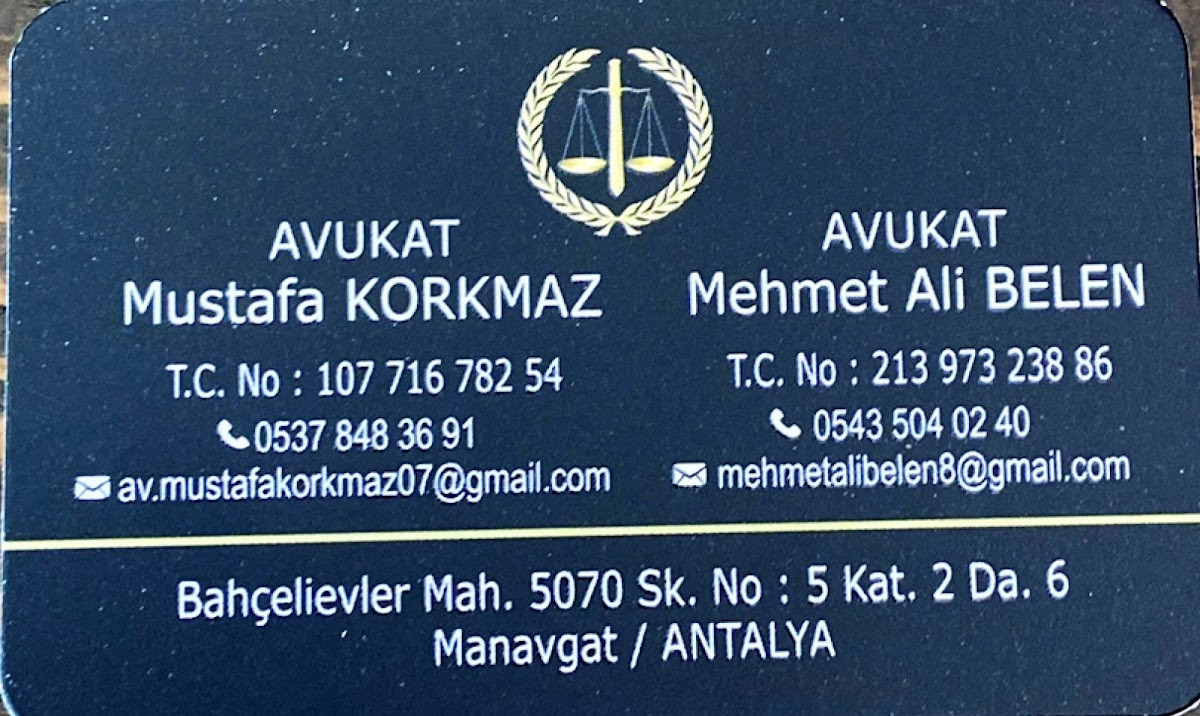 AVUKAT
Mustafa KORKMAZ
T.C. No : 107 716 782 54
0537 848 36 91
av.mustafakorkmaz07@gmail.com
AVUKAT
Mehmet Ali BELEN
T.C. No : 213 973 238 86
0543 504 02 40
mehmetalibelen8@gmail.com
Bahçelievler Mah. 5070 Sk. No : 5 Kat. 2 Da. 6
Manavgat / ANTALYA